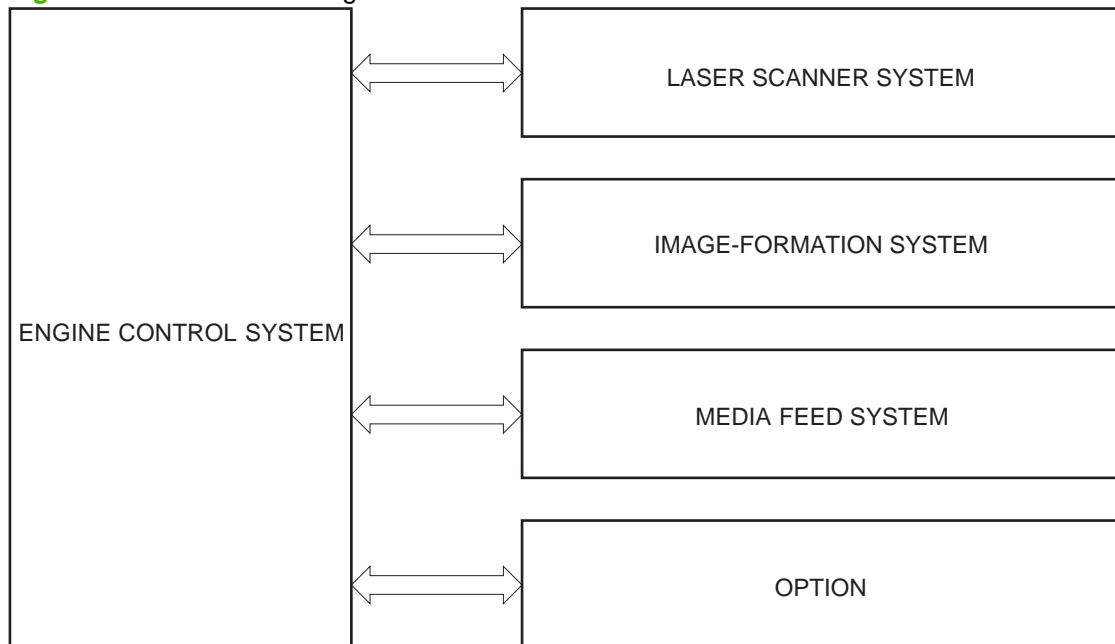 LASER SCANNER SYSTEM
IMAGE-FORMATION SYSTEM
ENGINE CONTROL SYSTEM
MEDIA FEED SYSTEM
OPTION